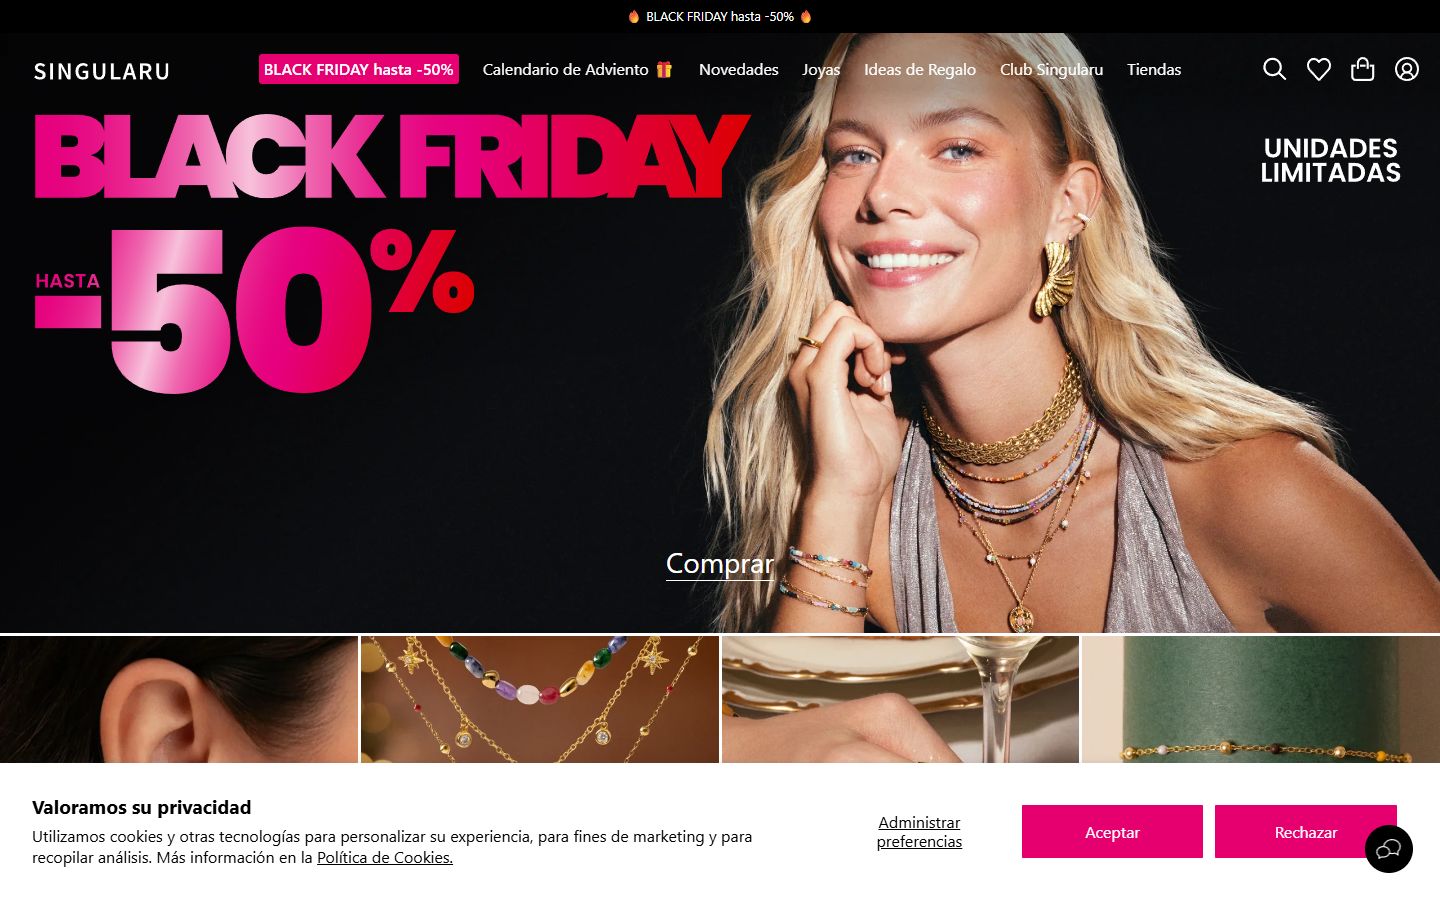 🔥 BLACK FRIDAY hasta -50% 🔥
SINGULARU
BLACK FRIDAY hasta -50%
Calendario de Adviento 🎁
Novedades
Joyas
Ideas de Regalo
Club Singularu
Tiendas
BLACK FRIDAY
UNIDADES
LIMITADAS
HASTA
-50%
Comprar
Valoramos su privacidad
Utilizamos cookies y otras tecnologías para personalizar su experiencia, para fines de marketing y para
recopilar análisis. Más información en la Política de Cookies.
Administrar
preferencias
Aceptar
Rechazar